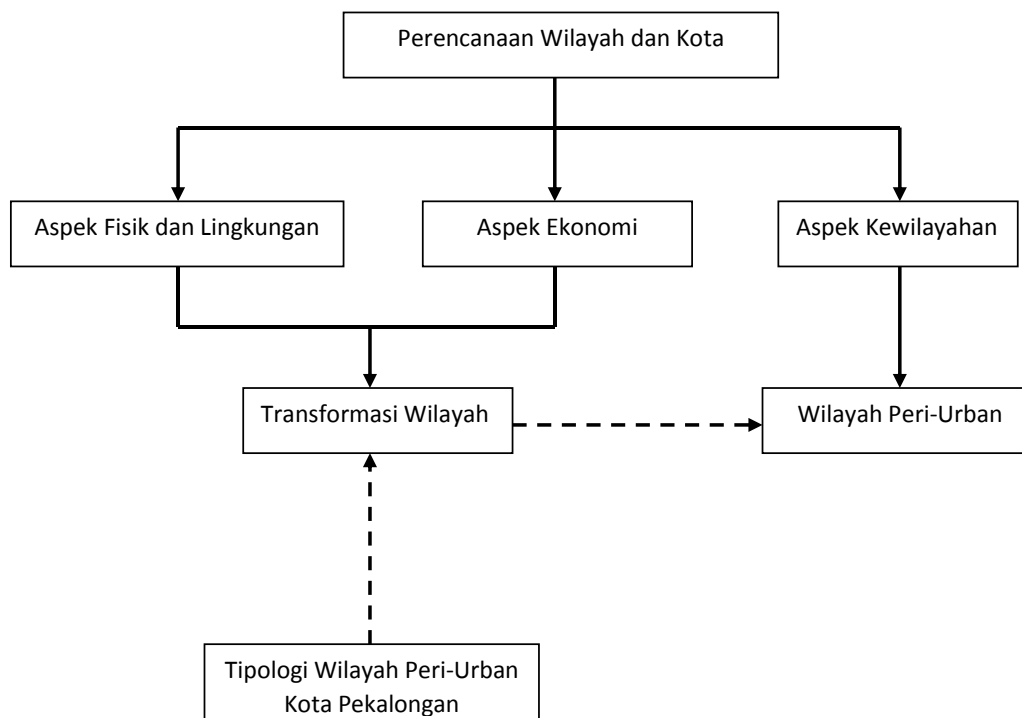 Perencanaan Wilayah dan Kota
Aspek Fisik dan Lingkungan
Aspek Ekonomi
Aspek Kewilayahan
Transformasi Wilayah
Wilayah Peri-Urban
Tipologi Wilayah Peri-Urban
Kota Pekalongan